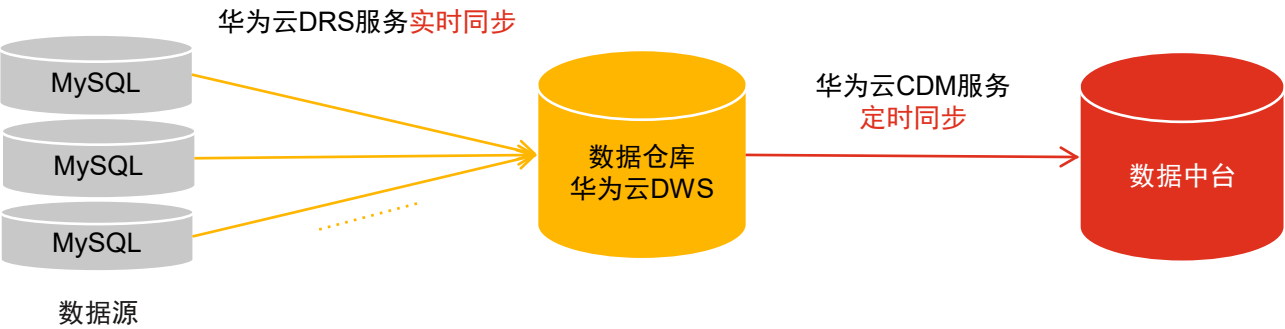 华为云DRS服务实时同步
MySQL
MySQL
MySQL
数据源
数据仓库
华为云DWS
华为云CDM服务
定时同步
数据中台